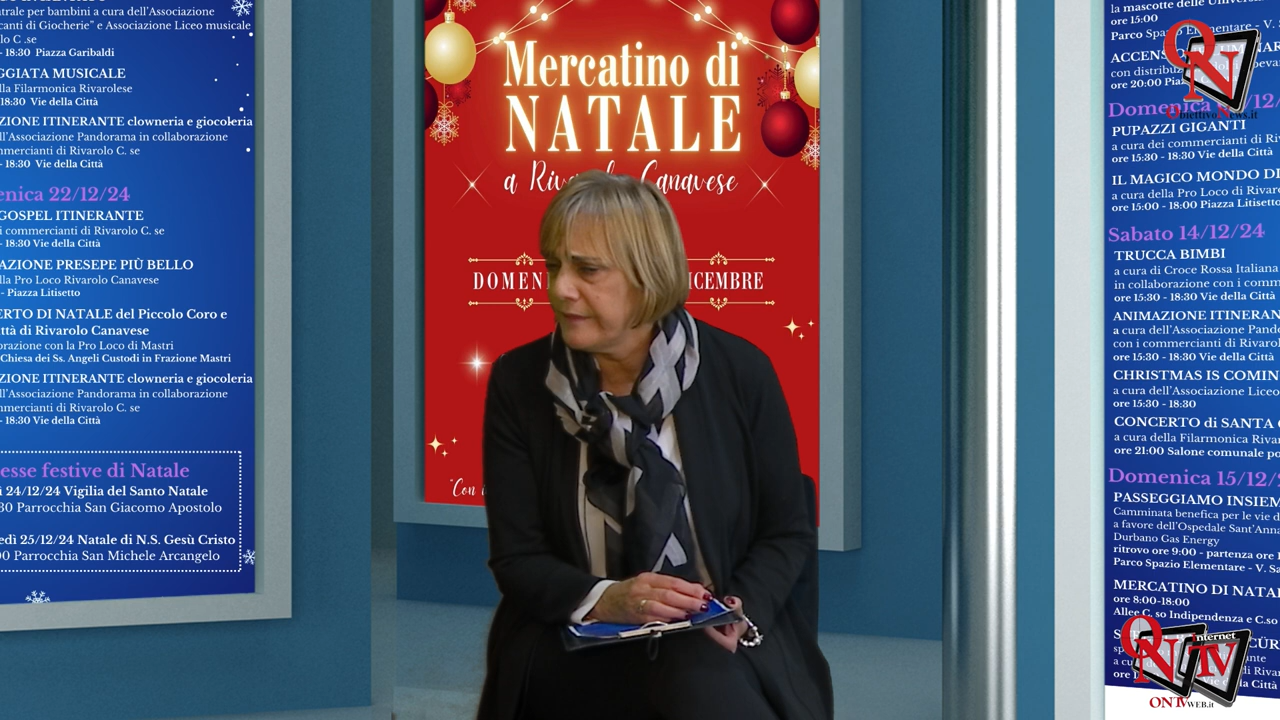 trale per bambini a cura dell'Associazione
canti di Giocherie" e Associazione Liceo musicale
lo C .se
- 18:30 Piazza Garibaldi
GGIATA MUSICALE
lla Filarmonica Rivarolese
18:30 Vie della Città
ZIONE ITINERANTE clowneria e giocoleria
ll'Associazione Pandorama in collaborazione
mmercianti di Rivarolo C. se
- 18:30 Vie della Città
enica 22/12/24
GOSPEL ITINERANTE
i commercianti di Rivarolo C. se
- 18:30 Vie della Città
AZIONE PRESEPE PIÙ BELLO
lla Pro Loco Rivarolo Canavese
- Piazza Litisetto
ERTO DI NATALE del Piccolo Coro e
ttà di Rivarolo Canavese
orazione con la Pro Loco di Mastri
Chiesa dei Ss. Angeli Custodi in Frazione Mastri
ZIONE ITINERANTE clowneria e giocoleria
ll'Associazione Pandorama in collaborazione
mmercianti di Rivarolo C. se
- 18:30 Vie della Città
esse festive di Natale
ì 24/12/24 Vigilia del Santo Natale
30 Parrocchia San Giacomo Apostolo
edì 25/12/24 Natale di N.S. Gesù Cristo
00 Parrocchia San Michele Arcangelo
Mercatino di
NATALE
a Canavese
DOMEN ICEMBRE
"Con
la mascotte delle
ore 15:00
Parco Spazio Elementare - V. S
con distribuz
ore 20:00
Domenica
PUPAZZI GIGANTI
a cura dei commercianti di Rivar
ore 15:30 - 18:30 Vie della Città
IL MAGICO MONDO DI
a cura della Pro Loco di Rivaro
ore 15:00 - 18:00 Piazza Litisetto
Sabato 14/12/24
TRUCCA BIMBI
a cura di Croce Rossa Italiana
in collaborazione con i comm
ore 15:30 - 18:30 Vie della Città
ANIMAZIONE ITINERAN
a cura dell'Associazione Pand
con i commercianti di Rivarol
ore 15:30 - 18:30 Vie della Città
CHRISTMAS IS COMIN
a cura dell'Associazione Liceo
ore 15:30 - 18:30
CONCERTO di SANTA
a cura della Filarmonica Rivar
ore 21:00 Salone comunale po
Domenica 15/12/
PASSEGGIAMO INSIEM
Camminata benefica per le vie d
a favore dell'Ospedale Sant'Anna
Durbano Gas Energy
ritrovo ore 9:00 - partenza ore
Parco Spazio Elementare - V. Sa
MERCATINO DI NATA
ore 8:00-18:00
Allee C. so Indipendenza e C.so
Vie della Città
ON
ObiettivoNews.it
ON
internet
TV
ONTVWEB.it